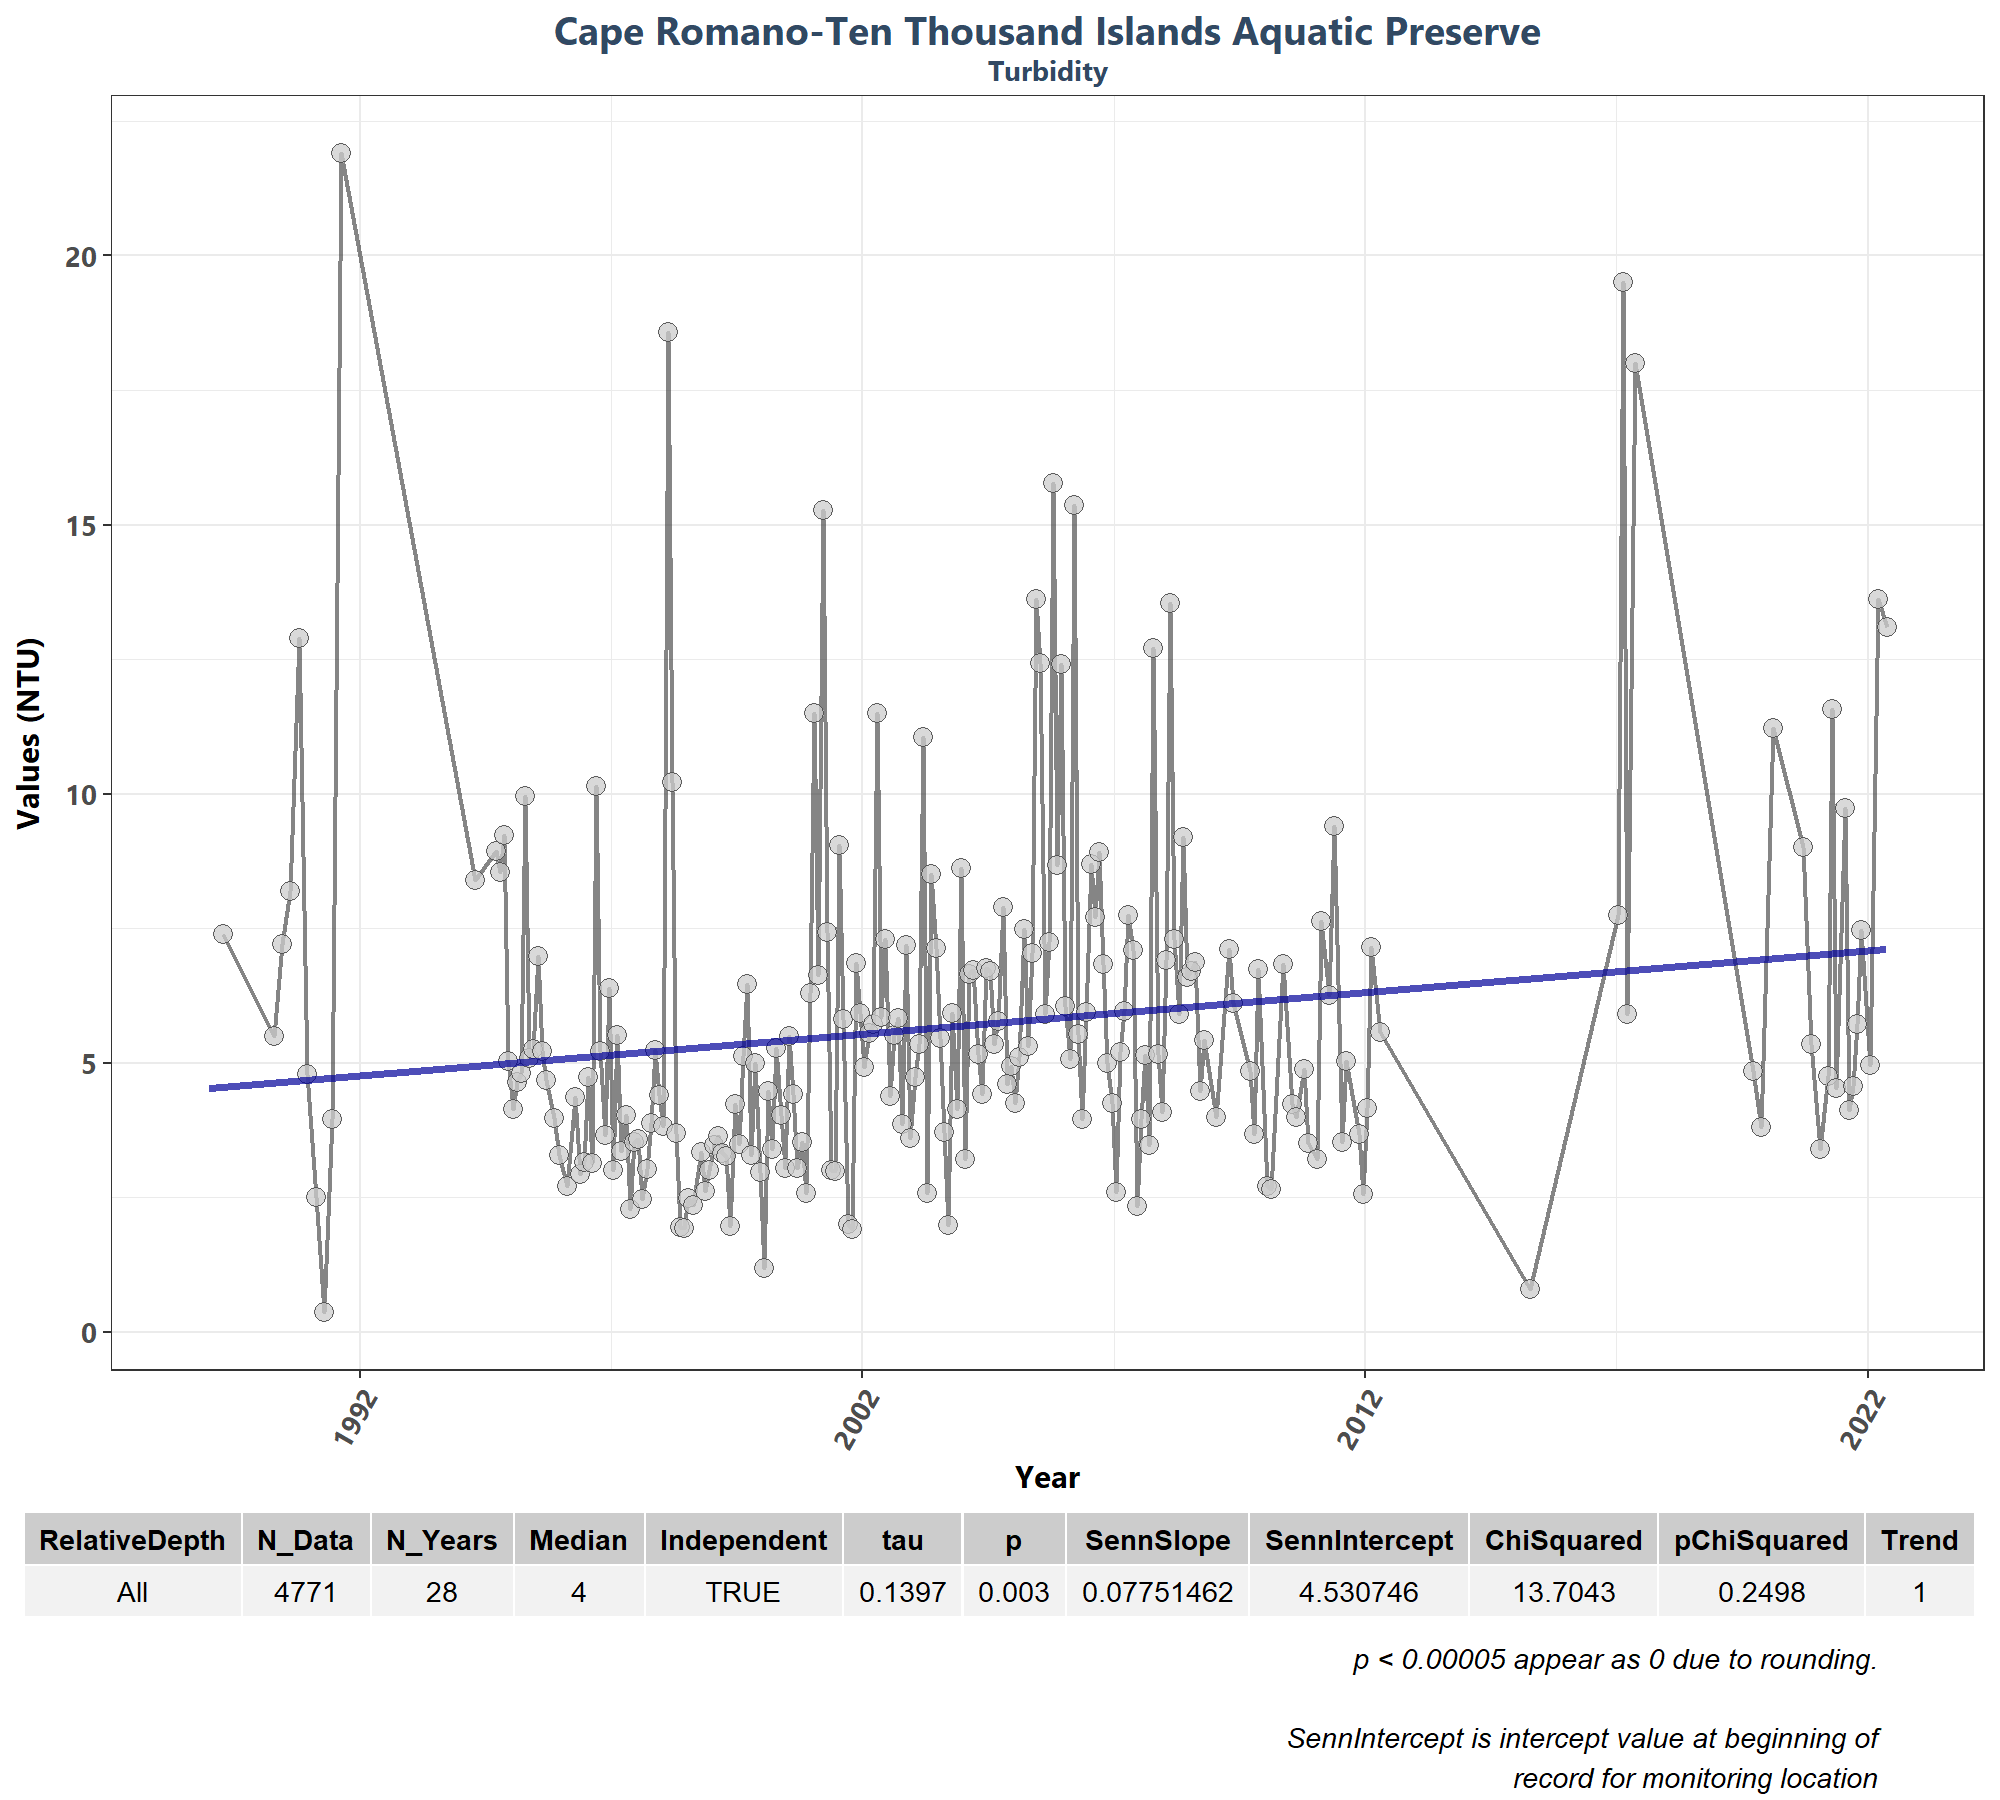 Cape Romano-Ten Thousand Islands Aquatic Preserve
Turbidity
Values (NTU)
20
15
10
5
0
1992
2002
2012
2022
Year
RelativeDepth N_Data N_Years Median Independent tau p SennSlope SennIntercept ChiSquared pChiSquared Trend
All 4771 28 4 TRUE 0.1397 0.003 0.07751462 4.530746 13.7043 0.2498 1
p < 0.00005 appear as 0 due to rounding.
SennIntercept is intercept value at beginning of
record for monitoring location